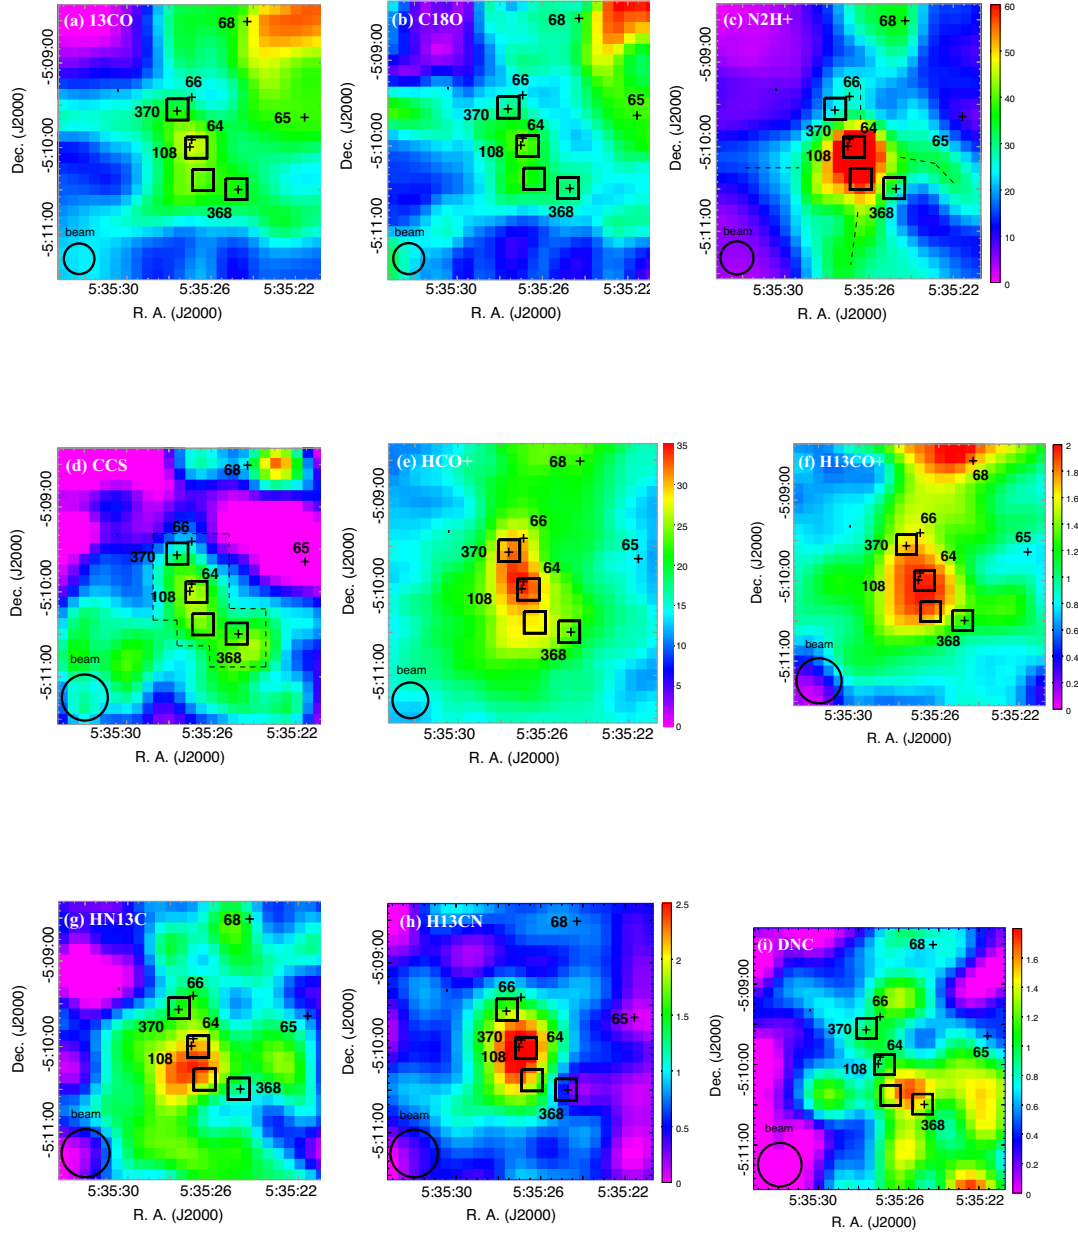 (a) 13CO
68
66
370
65
64
108
368
beam
-5:09:00
-5:10:00
-5:11:00
Dec. (J2000)
5:35:30 5:35:26 5:35:22
R. A. (J2000)
(b) C18O
68
66
370
65
64
108
368
beam
-5:09:00
-5:10:00
-5:11:00
Dec. (J2000)
5:35:30 5:35:26 5:35:22
R. A. (J2000)
(c) N2H+
68
66
370
64
65
108
368
beam
-5:09:00
-5:10:00
-5:11:00
Dec. (J2000)
5:35:30 5:35:26 5:35:22
R. A. (J2000)
60
50
40
30
20
10
0
(d) CCS
68
66
370
65
64
108
368
beam
-5:09:00
-5:10:00
-5:11:00
Dec. (J2000)
5:35:30 5:35:26 5:35:22
R. A. (J2000)
(e) HCO+
68
66
370
65
64
108
368
beam
-5:09:00
-5:10:00
-5:11:00
Dec. (J2000)
5:35:30 5:35:26 5:35:22
R. A. (J2000)
35
30
25
20
15
10
5
0
(f) H13CO+
68
66
370
65
64
108
368
beam
-5:09:00
-5:10:00
-5:11:00
Dec. (J2000)
5:35:30 5:35:26 5:35:22
R. A. (J2000)
2
1.8
1.6
1.4
1.2
1
0.8
0.6
0.4
0.2
0
(g) HN13C
68
66
370
64
65
108
368
beam
-5:09:00
-5:10:00
-5:11:00
Dec. (J2000)
5:35:30 5:35:26 5:35:22
R. A. (J2000)
(h) H13CN
68
66
65
370
64
108
368
beam
-5:09:00
-5:10:00
-5:11:00
Dec. (J2000)
5:35:30 5:35:26 5:35:22
R. A. (J2000)
2.5
2
1.5
1
0.5
0
(i) DNC
68
66
370
64
65
108
368
beam
-5:09:00
-5:10:00
-5:11:00
Dec. (J2000)
5:35:30 5:35:26 5:35:22
R. A. (J2000)
1.8
1.6
1.4
1.2
1
0.8
0.6
0.4
0.2
0